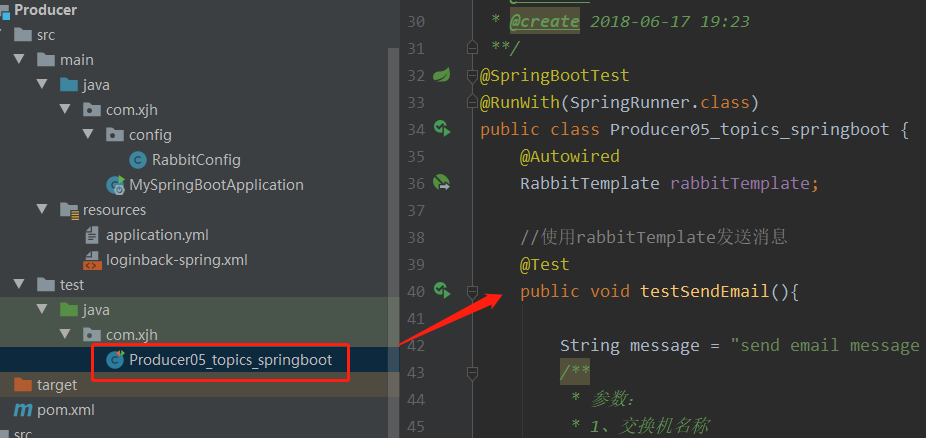 Producer
src
main
java
com.xjh
config
RabbitConfig
MySpringBootApplication
resources
application.yml
loginback-spring.xml
test
java
com.xjh
Producer05_topics_springboot
target
pom.xml
src
30 * @create 2018-06-17 19:23
31 **/
32 @SpringBootTest
33 @RunWith(SpringRunner.class)
34 public class Producer05_topics_springboot {
35 @Autowired
36 RabbitTemplate rabbitTemplate;
37
38 //使用rabbitTemplate发送消息
39 @Test
40 public void testSendEmail(){
41
42 String message = "send email message
43 /**
44 * 参数：
45 * 1、交换机名称